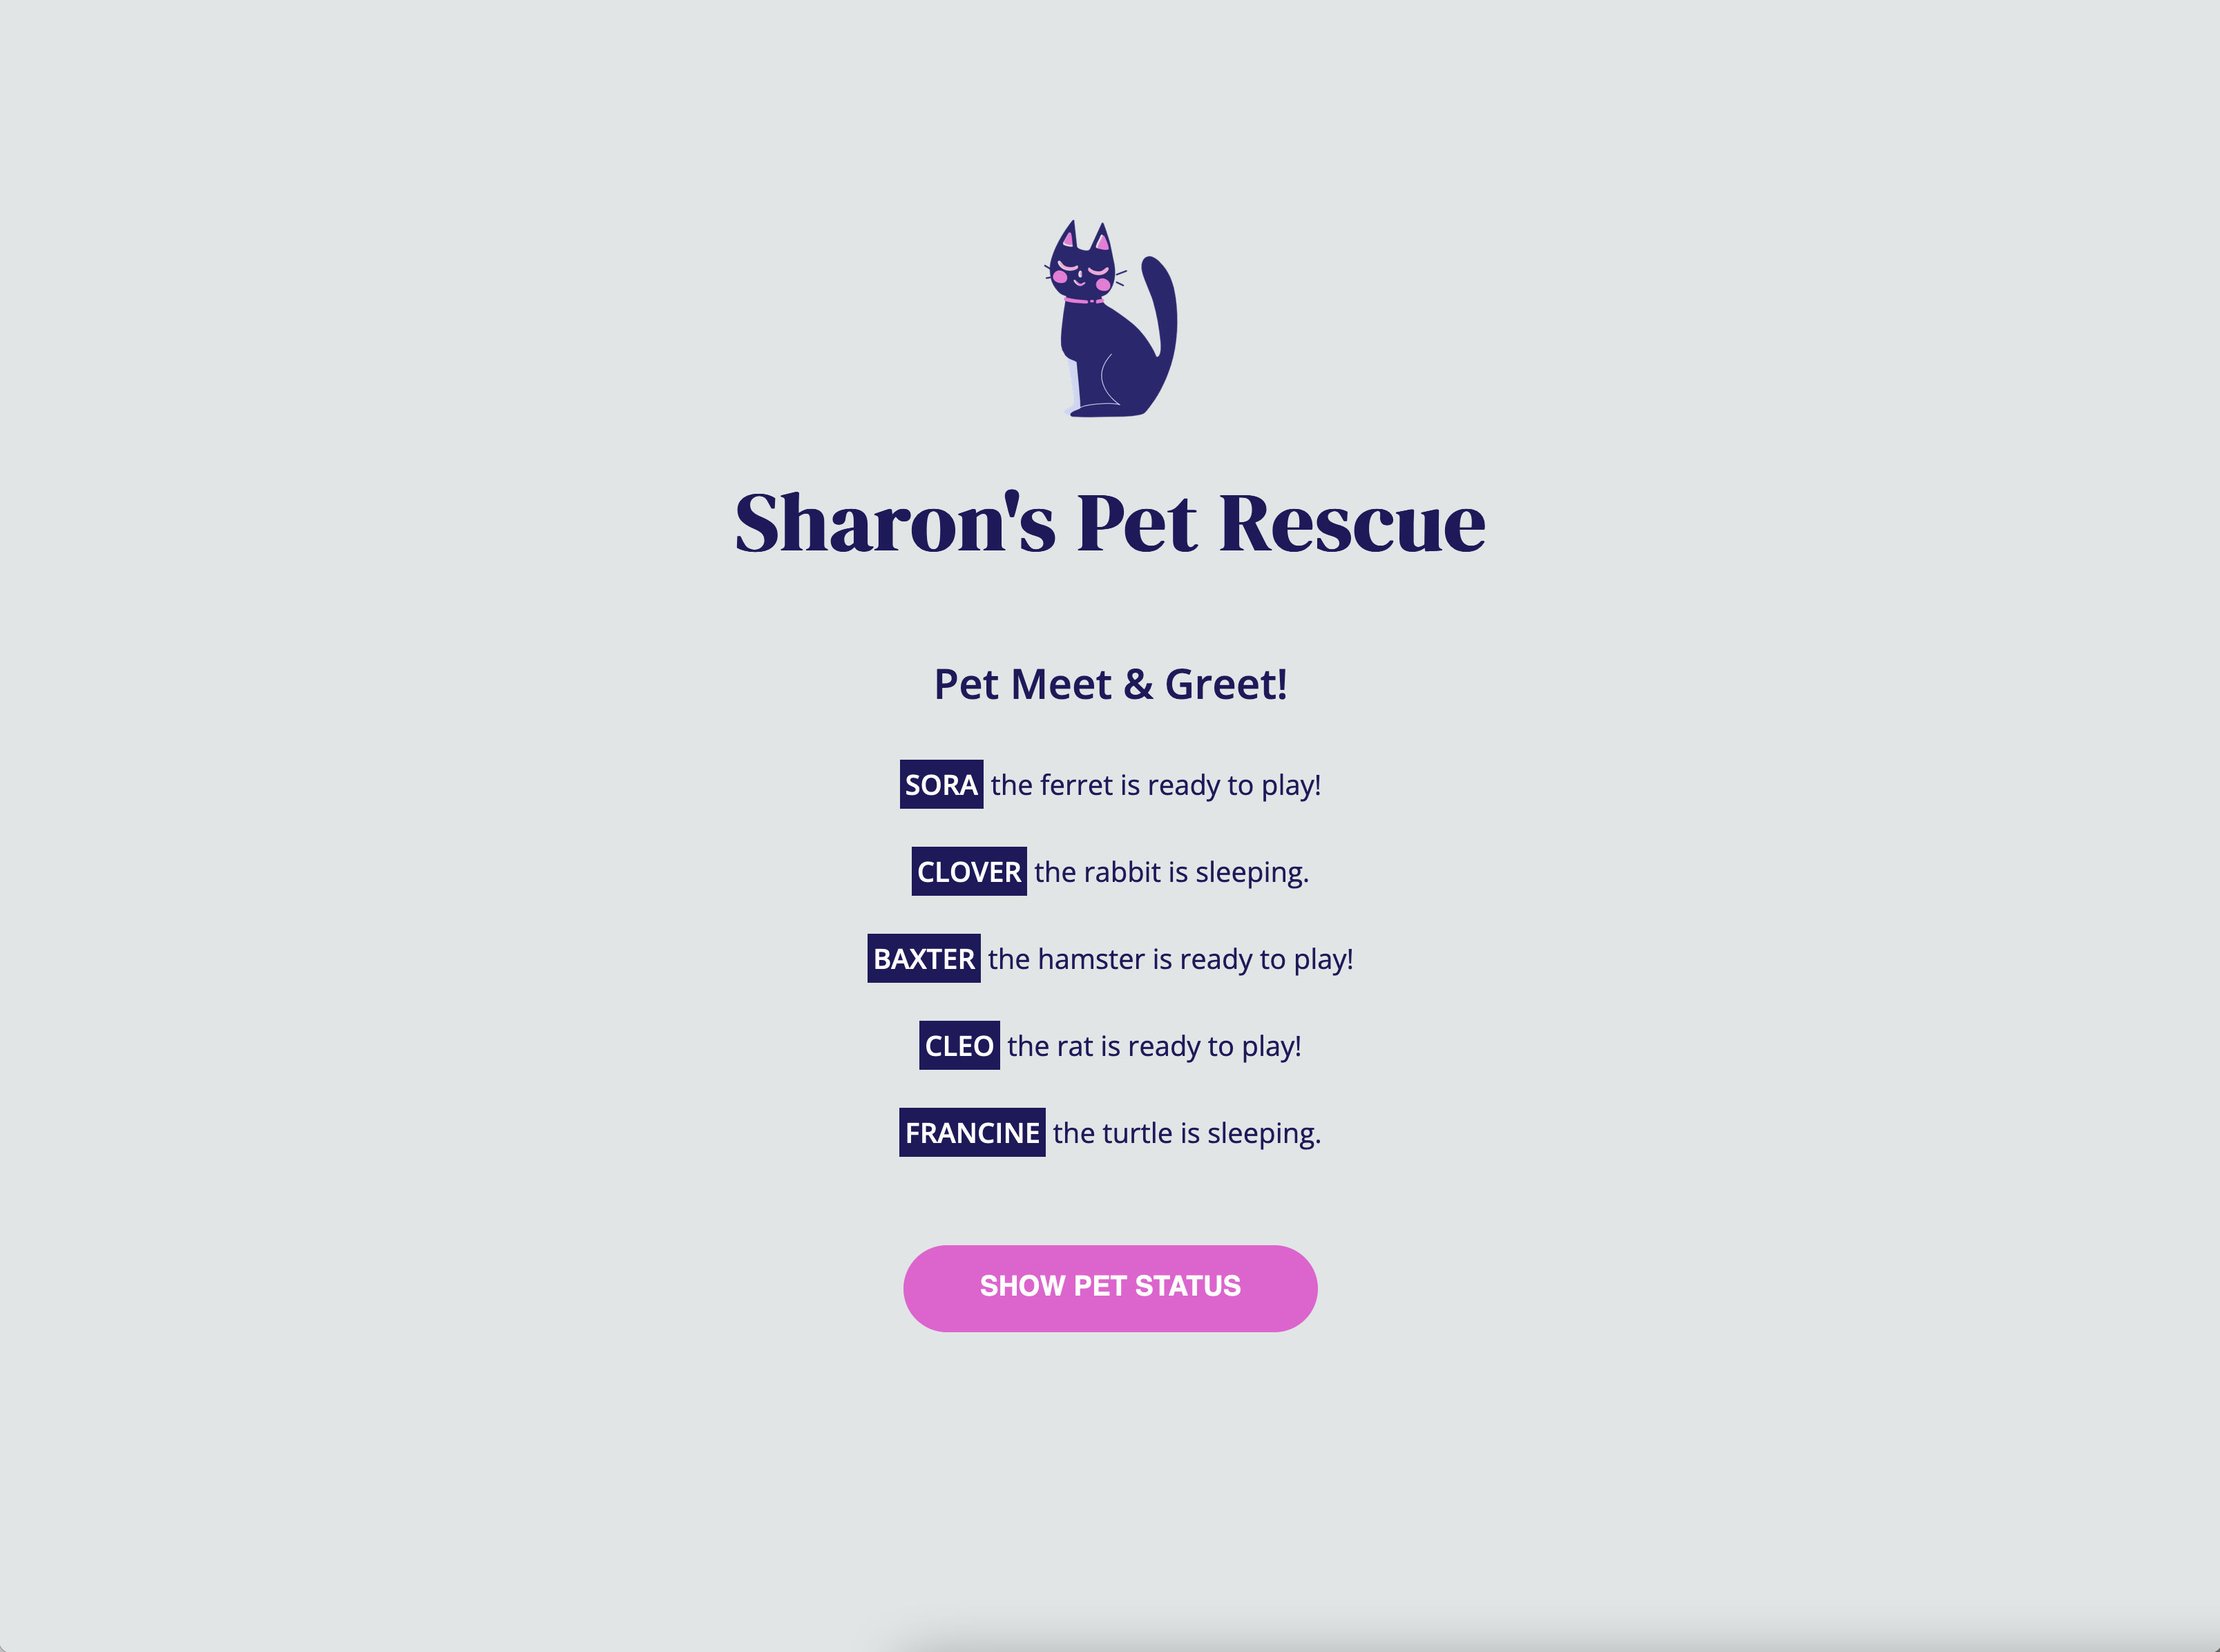 Sharon's Pet Rescue
Pet Meet & Greet!
SORA the ferret is ready to play!
CLOVER the rabbit is sleeping.
BAXTER the hamster is ready to play!
CLEO the rat is ready to play!
FRANCINE the turtle is sleeping.
SHOW PET STATUS